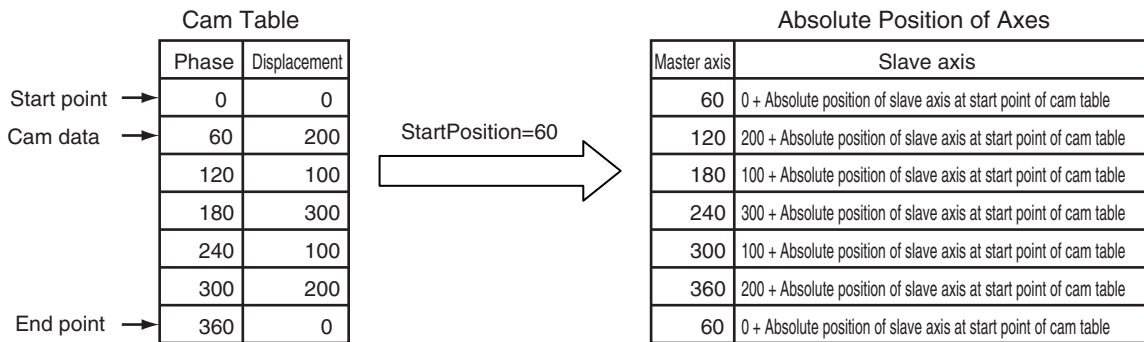 Cam Table
Absolute Position of Axes
Phase Displacement
Master axis Slave axis
Start point 0 0
60 0 + Absolute position of slave axis at start point of cam table
Cam data 60 200
StartPosition=60
120 200 + Absolute position of slave axis at start point of cam table
120 100
180 100 + Absolute position of slave axis at start point of cam table
180 300
240 300 + Absolute position of slave axis at start point of cam table
240 100
300 100 + Absolute position of slave axis at start point of cam table
300 200
360 200 + Absolute position of slave axis at start point of cam table
End point 360 0
60 0 + Absolute position of slave axis at start point of cam table